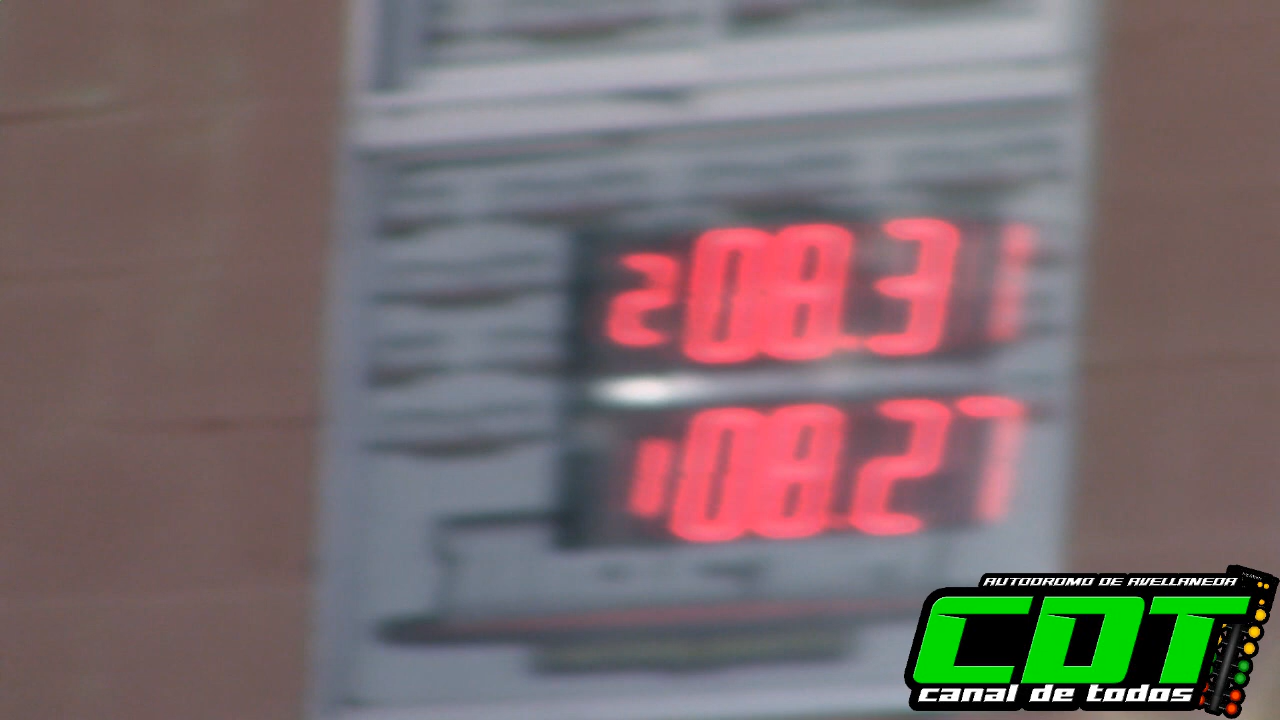 2 08.31
1 08.27
AUTODROMO DE AVELLANEDA
CDT
canal de todos